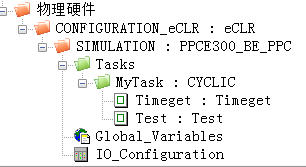 物理硬件
CONFIGURATION_eCLR : eCLR
SIMULATION : PPCE300_BE_PPC
Tasks
MyTask : CYCLIC
Timeget : Timeget
Test : Test
Global_Variables
IO_Configuration